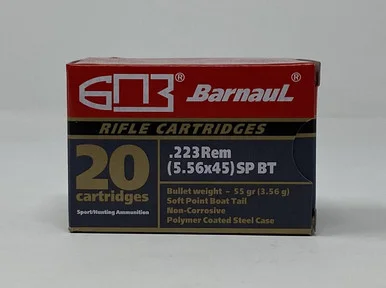 БПЗ® BarnauL®
RIFLE CARTRIDGES
20
cartridges
Sport/Hunting Ammunition
.223Rem
(5.56x45) SP BT
Bullet weight - 55 gr (3.56 g)
Soft Point Boat Tail
Non-Corrosive
Polymer Coated Steel Case